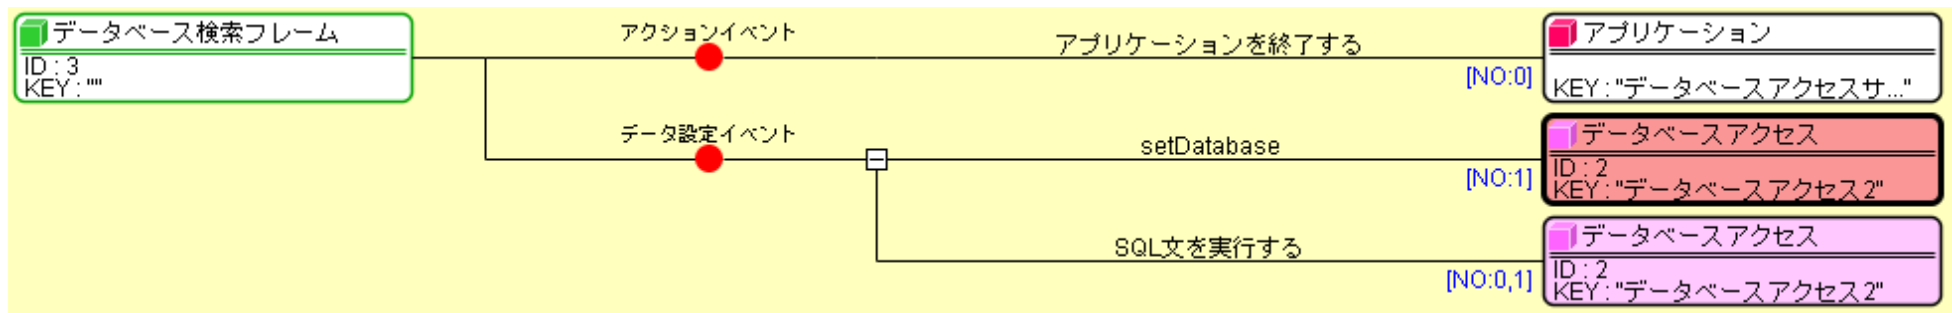 データベース検索フレーム
ID : 3
KEY : ""
アクションイベント
アプリケーションを終了する
[NO:0]
アプリケーション
KEY : "データベースアクセスサ..."
データ設定イベント
setDatabase
[NO:1]
データベースアクセス
ID : 2
KEY : "データベースアクセス2"
SQL文を実行する
[NO:0,1]
データベースアクセス
ID : 2
KEY : "データベースアクセス2"